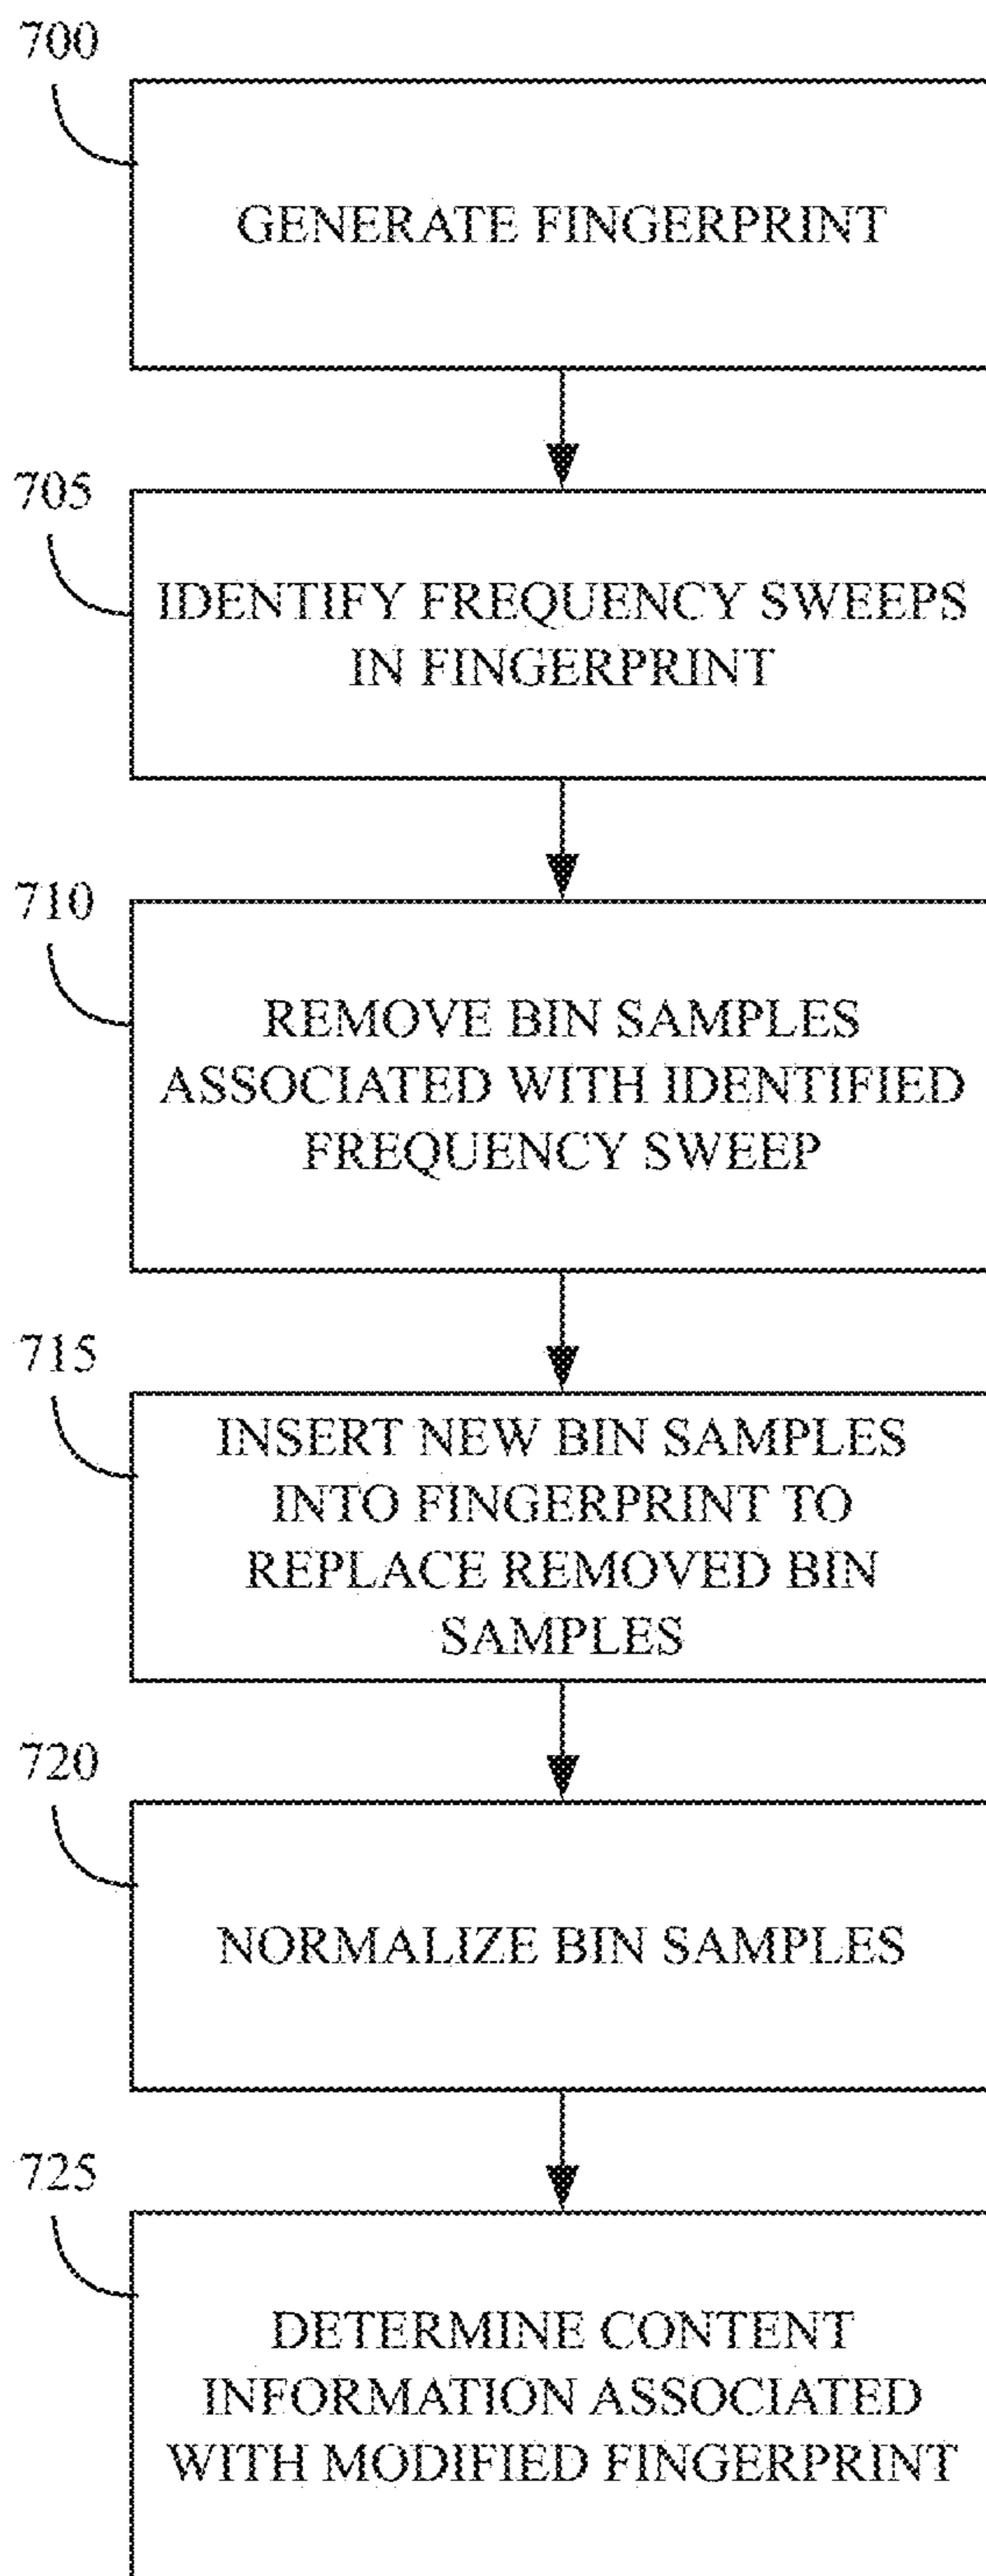 700
GENERATE FINGERPRINT
705
IDENTIFY FREQUENCY SWEEPS
IN FINGERPRINT
710
REMOVE BIN SAMPLES
ASSOCIATED WITH IDENTIFIED
FREQUENCY SWEEP
715
INSERT NEW BIN SAMPLES
INTO FINGERPRINT TO
REPLACE REMOVED BIN
SAMPLES
720
NORMALIZE BIN SAMPLES
725
DETERMINE CONTENT
INFORMATION ASSOCIATED
WITH MODIFIED FINGERPRINT